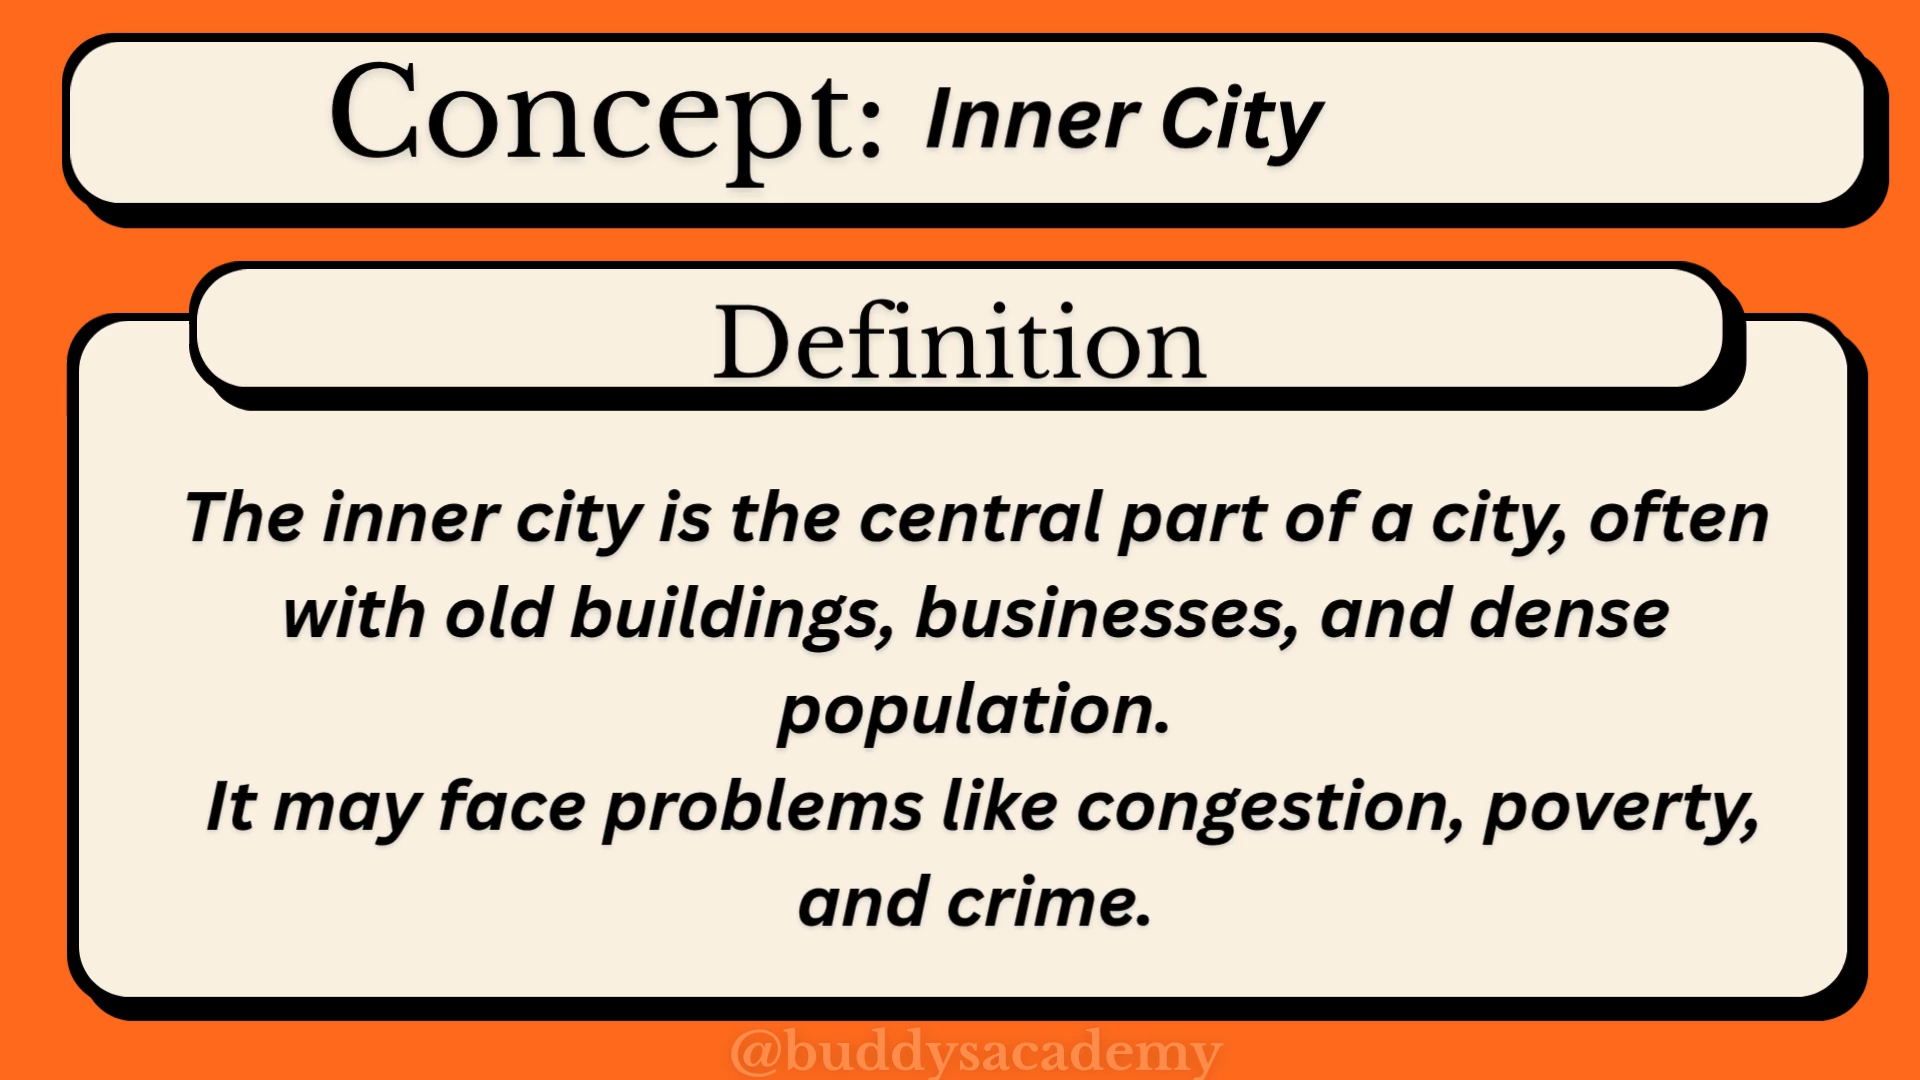 Concept: Inner City
Definition
The inner city is the central part of a city, often
with old buildings, businesses, and dense
population.
It may face problems like congestion, poverty,
and crime.
@buddysacademy